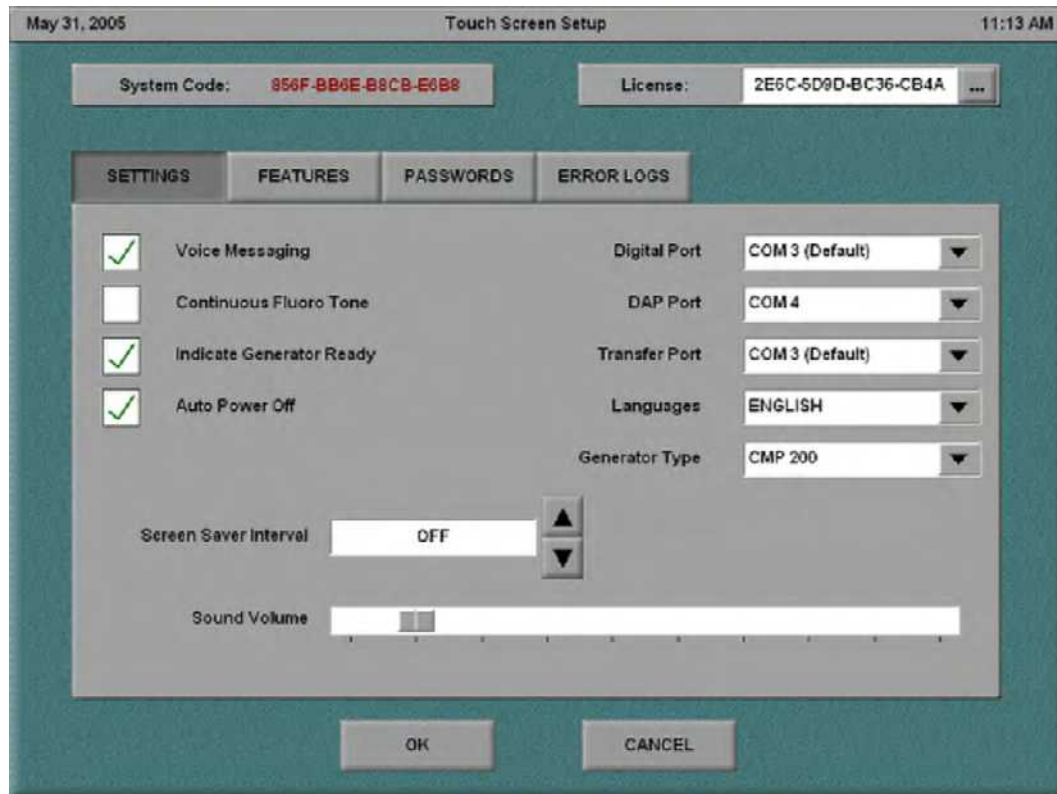 May 31, 2005 Touch Screen Setup 11:13 AM
System Code: 856F-BB6E-B8CB-E6B8 License: 2E6C-5D9D-BC36-CB4A ...
SETTINGS FEATURES PASSWORDS ERROR LOGS
Voice Messaging Digital Port COM 3 (Default)
Continuous Fluoro Tone DAP Port COM 4
Indicate Generator Ready Transfer Port COM 3 (Default)
Auto Power Off Languages ENGLISH
Generator Type CMP 200
Screen Saver Interval OFF
Sound Volume
OK CANCEL